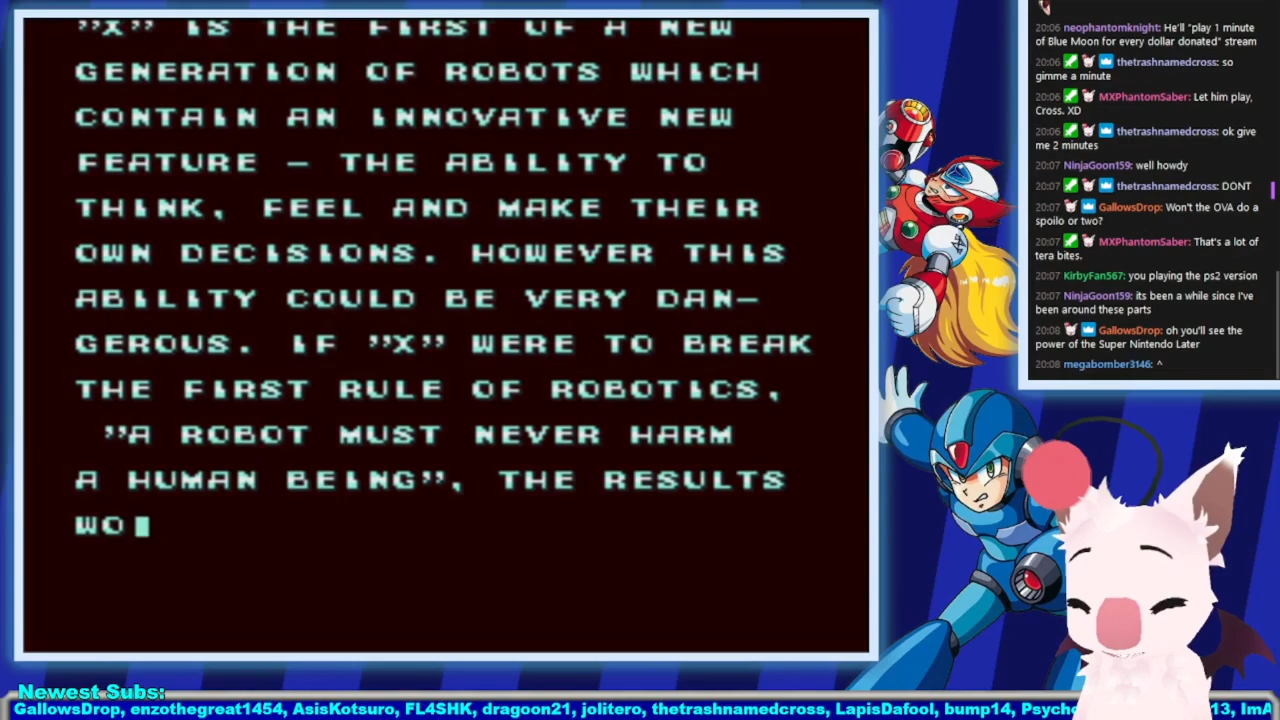 "X" IS THE FIRST OF A NEW
GENERATION OF ROBOTS WHICH
CONTAIN AN INNOVATIVE NEW
FEATURE – THE ABILITY TO
THINK, FEEL AND MAKE THEIR
OWN DECISIONS. HOWEVER THIS
ABILITY COULD BE VERY DAN–
GEROUS. IF "X" WERE TO BREAK
THE FIRST RULE OF ROBOTICS,
"A ROBOT MUST NEVER HARM
A HUMAN BEING", THE RESULTS
WO
20:06 neophantomknight: He'll "play 1 minute
of Blue Moon for every dollar donated" stream
20:06 thetrashnamedcross: so
gimme a minute
20:06 MXPhantomSaber: Let him play,
Cross. XD
20:06 thetrashnamedcross: ok give
me 2 minutes
20:07 NinjaGoon159: well howdy
20:07 thetrashnamedcross: DONT
20:07 GallowsDrop: Won't the OVA do a
spoilo or two?
20:07 MXPhantomSaber: That's a lot of
tera bites.
20:07 KirbyFan567: you playing the ps2 version
20:07 NinjaGoon159: its been a while since I've
been around these parts
20:08 GallowsDrop: oh you'll see the
power of the Super Nintendo Later
20:08 megabomber3146: ^
Newest Subs:
GallowsDrop, enzothegreat1454, AsisKotsuro, FL4SHK, dragoon21, jolitero, thetrashnamedcross, LapisDafool, bump14, Psycho 13, ImA